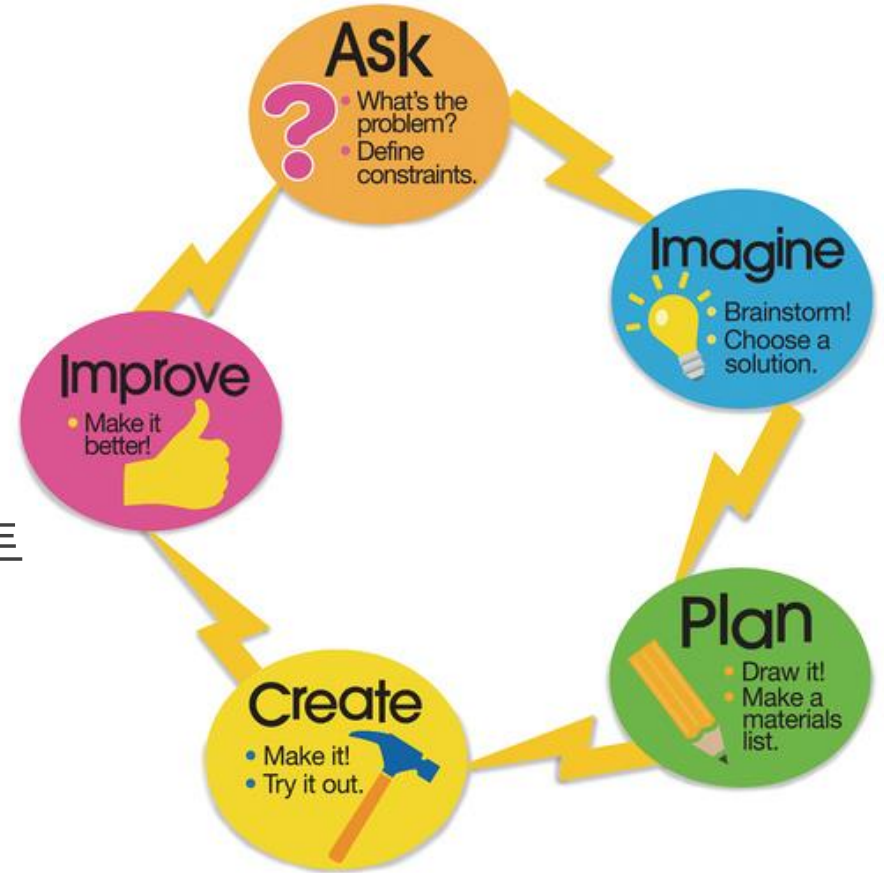 Ask
• What's the
problem?
• Define
constraints.
Imagine
• Brainstorm!
• Choose a
solution.
Plan
• Draw it!
• Make a
materials
list.
Create
• Make it!
• Try it out.
Improve
• Make it
better!